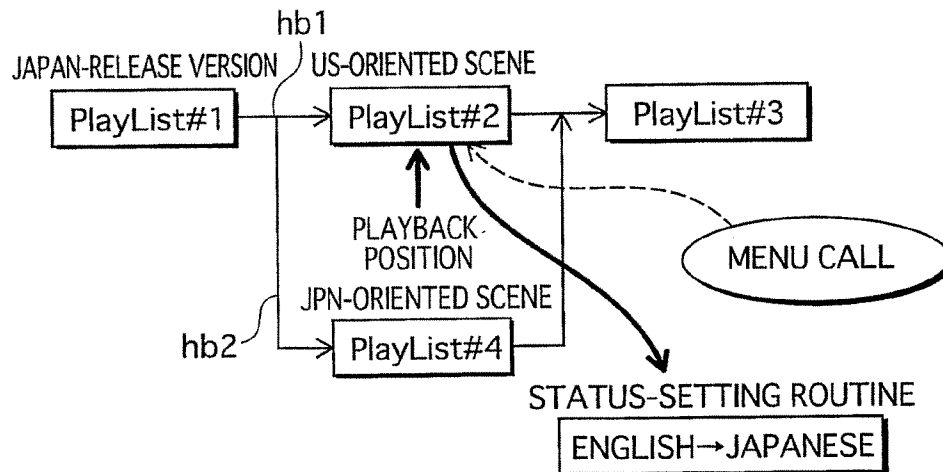 hb1
JAPAN-RELEASE VERSION
US-ORIENTED SCENE
PlayList#1
PlayList#2
PlayList#3
PLAYBACK
POSITION
MENU CALL
JPN-ORIENTED SCENE
hb2
PlayList#4
STATUS-SETTING ROUTINE
ENGLISH→JAPANESE